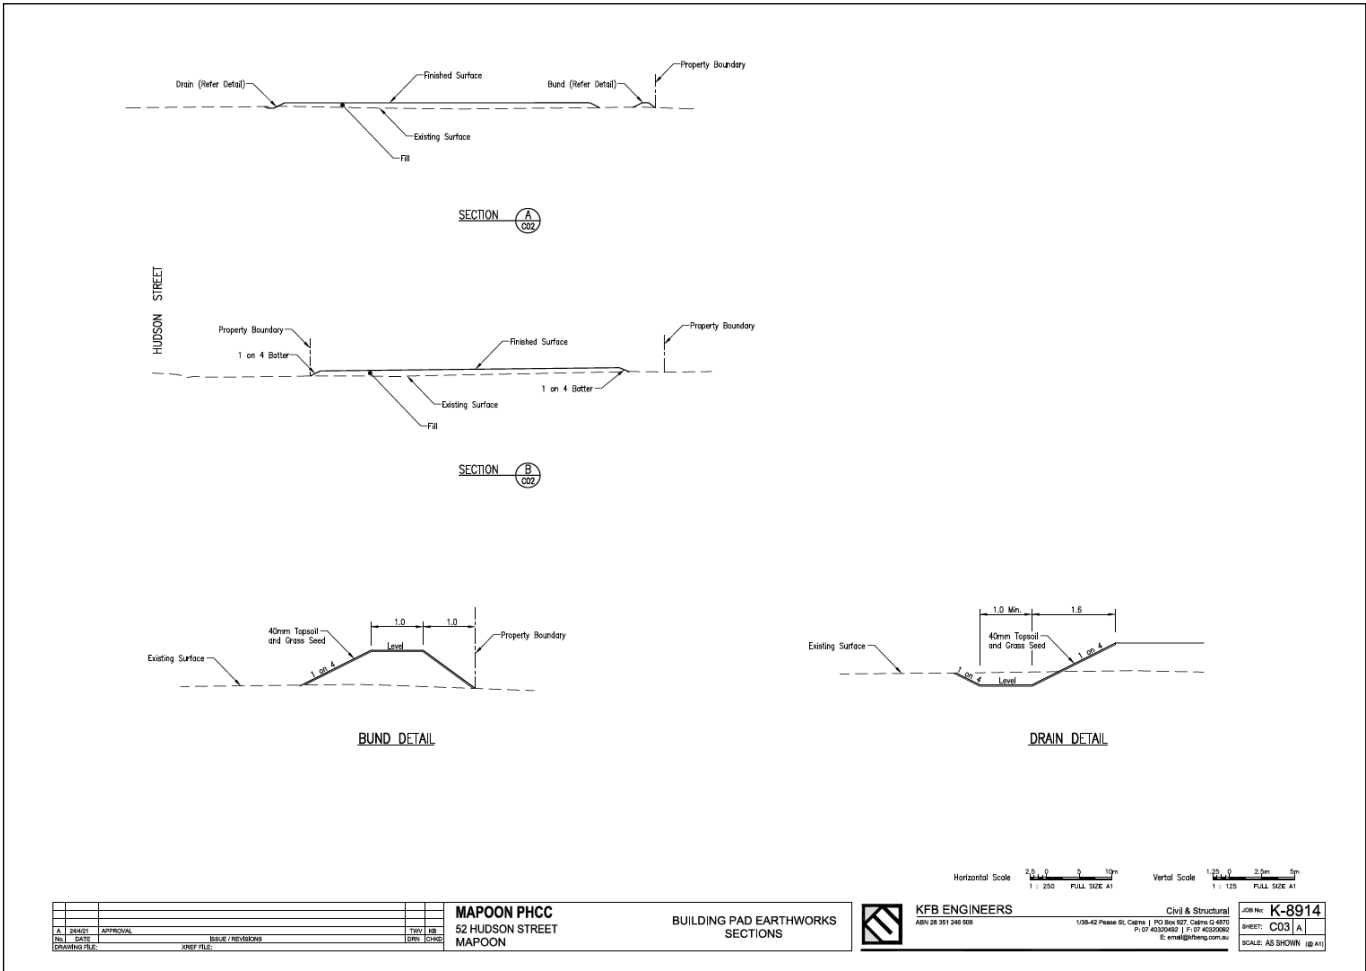 Drain (Refer Detail)
Finished Surface
Bund (Refer Detail)
Property Boundary
Existing Surface
Fill
SECTION
A
C02
HUDSON STREET
Property Boundary
1 on 4 Batter
Finished Surface
Property Boundary
1 on 4 Batter
Existing Surface
Fill
SECTION
B
C02
1.0
1.0
40mm Topsoil
and Grass Seed
Level
Property Boundary
Existing Surface
1 on 4
BUND DETAIL
1.0 Min.
1.6
40mm Topsoil
and Grass Seed
Existing Surface
1 on 4
1 on 4
Level
DRAIN DETAIL
Horizontal Scale
2.5 0 5 10m
1 : 250 FULL SIZE A1
Vertal Scale
1.25 0 2.5m 5m
1 : 125 FULL SIZE A1
A 24/4/21 APPROVAL TWV KB
No. DATE ISSUE / REVISIONS DRN CHKD
DRAWING FILE: XREF FILE:
MAPOON PHCC
52 HUDSON STREET
MAPOON
BUILDING PAD EARTHWORKS
SECTIONS
KFB ENGINEERS
ABN 28 351 246 509
Civil & Structural
1/38-42 Pease St, Cairns | PO Box 927, Cairns Q 4870
P: 07 40320492 | F: 07 40320092
E: email@kfbeng.com.au
JOB No: K-8914
SHEET: C03 A
SCALE: AS SHOWN (@ A1)